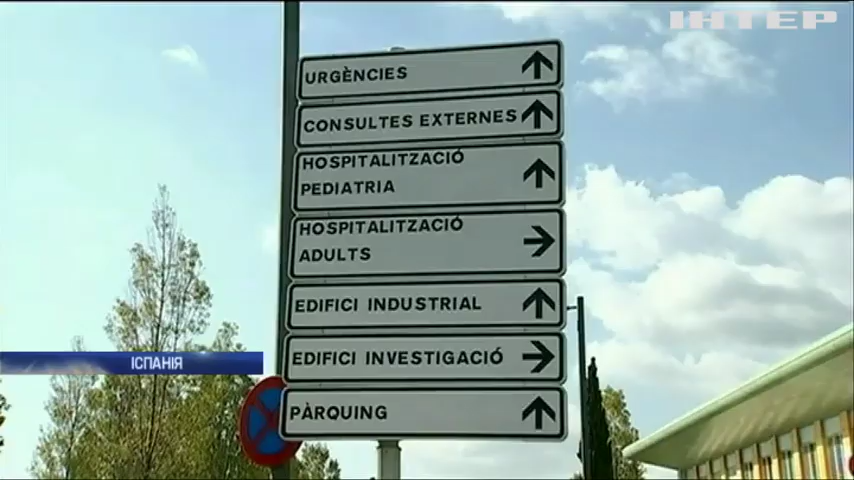 ІНТЕР
URGÈNCIES
CONSULTES EXTERNES
HOSPITALITZACIÓ
PEDIATRIA
HOSPITALITZACIÓ
ADULTS
EDIFICI INDUSTRIAL
EDIFICI INVESTIGACIÓ
PÀRQUING
ІСПАНІЯ